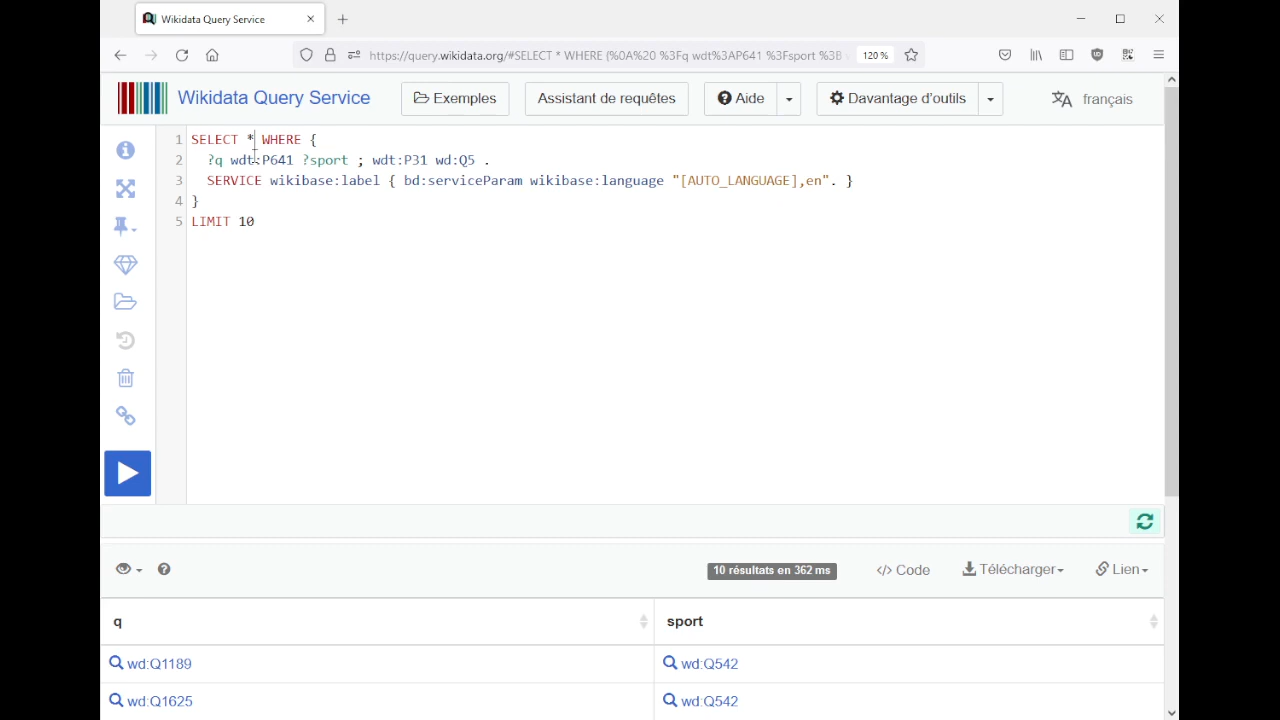 Wikidata Query Service
https://query.wikidata.org/#SELECT * WHERE {%0A%20 %3Fq wdt%3AP641 %3Fsport %3B
120 %
Wikidata Query Service
Exemples
Assistant de requêtes
Aide
Davantage d'outils
français
1 SELECT * WHERE {
2 ?q wdt:P641 ?sport ; wdt:P31 wd:Q5 .
3 SERVICE wikibase:label { bd:serviceParam wikibase:language "[AUTO_LANGUAGE],en". }
4 }
5 LIMIT 10
10 résultats en 362 ms
</> Code
Télécharger
Lien
q
sport
wd:Q1189
wd:Q542
wd:Q1625
wd:Q542